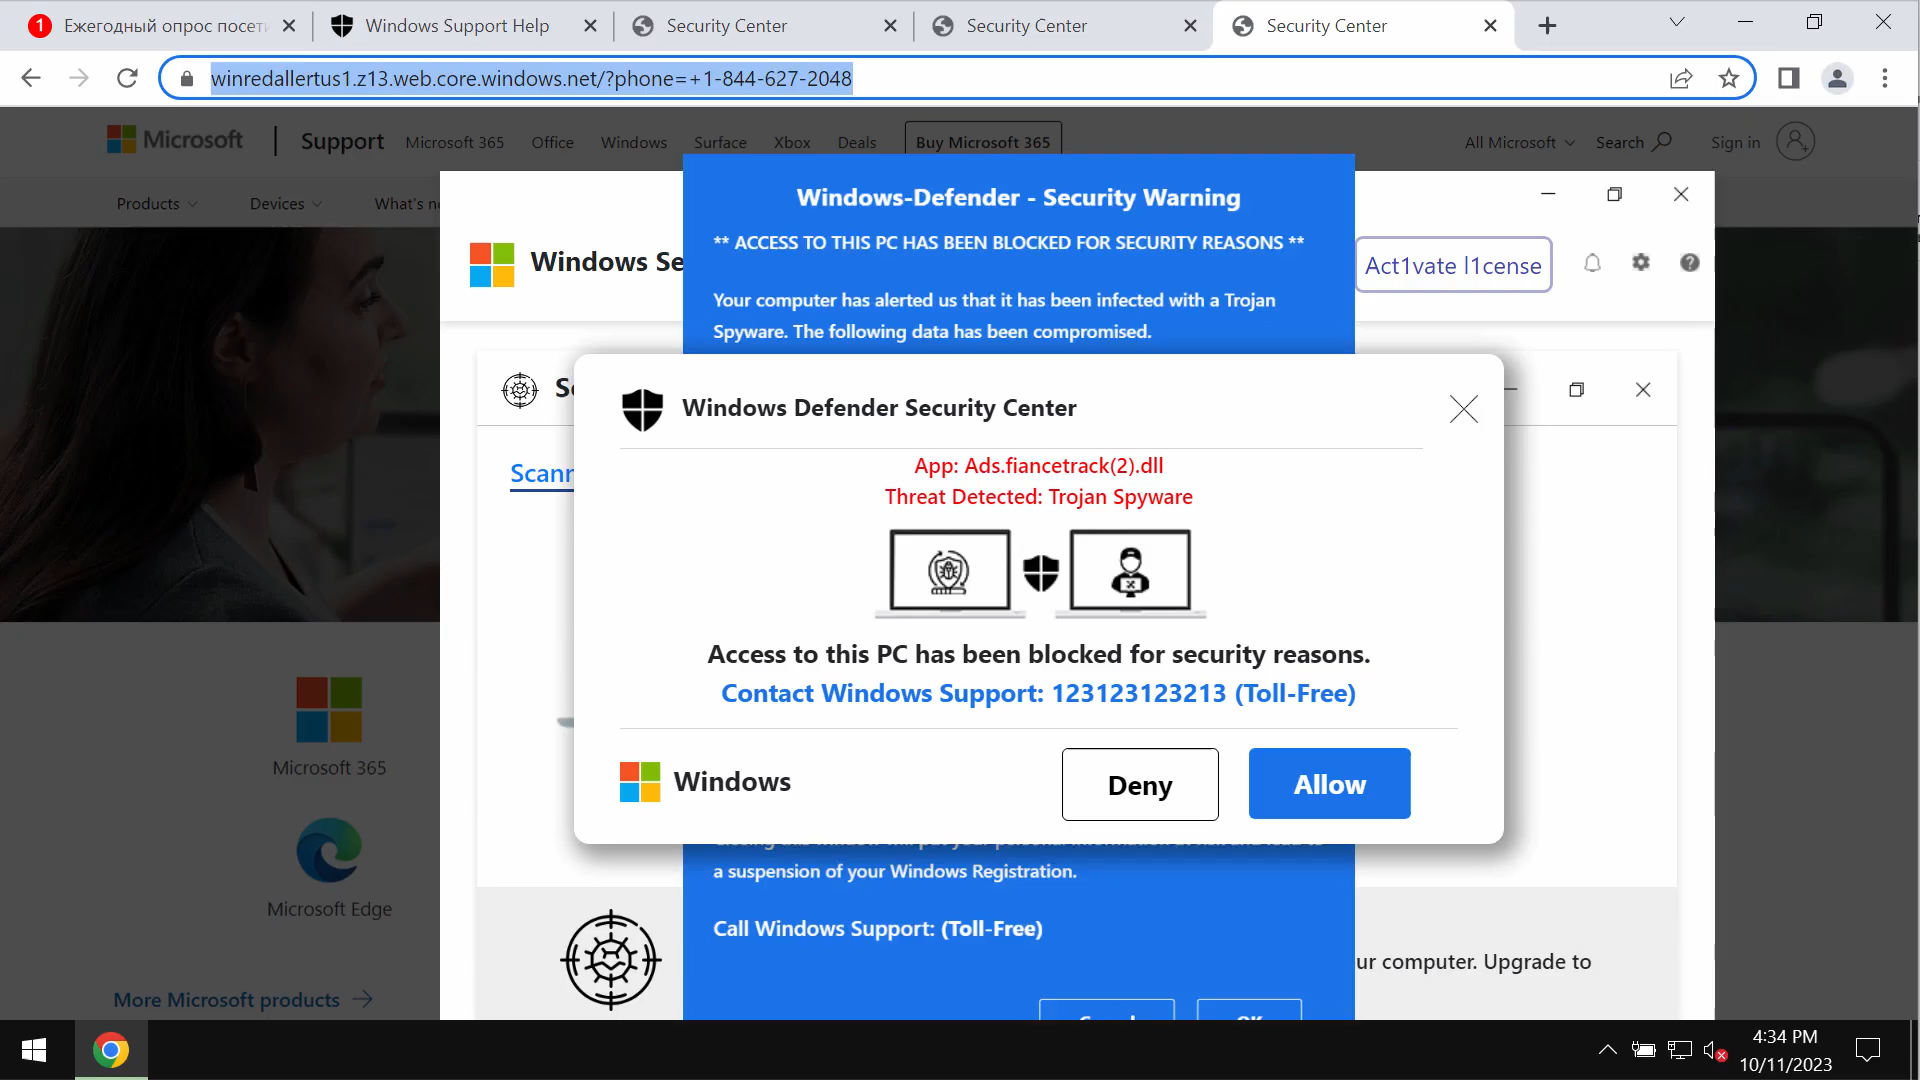 1
Ежегодный опрос посети
Windows Support Help
Security Center
Security Center
Security Center
winredallertus1.z13.web.core.windows.net/?phone=+1-844-627-2048
Microsoft
Support
Microsoft 365
Office
Windows
Surface
Xbox
Deals
Buy Microsoft 365
All Microsoft
Search
Sign in
Products
Devices
What's ne
Windows-Defender - Security Warning
** ACCESS TO THIS PC HAS BEEN BLOCKED FOR SECURITY REASONS **
Your computer has alerted us that it has been infected with a Trojan
Spyware. The following data has been compromised.
Windows Se
Act1vate l1cense
Sc
Scann
Windows Defender Security Center
App: Ads.fiancetrack(2).dll
Threat Detected: Trojan Spyware
Access to this PC has been blocked for security reasons.
Contact Windows Support: 123123123213 (Toll-Free)
Windows
Deny
Allow
a suspension of your Windows Registration.
Call Windows Support: (Toll-Free)
ur computer. Upgrade to
Microsoft 365
Microsoft Edge
More Microsoft products
4:34 PM
10/11/2023